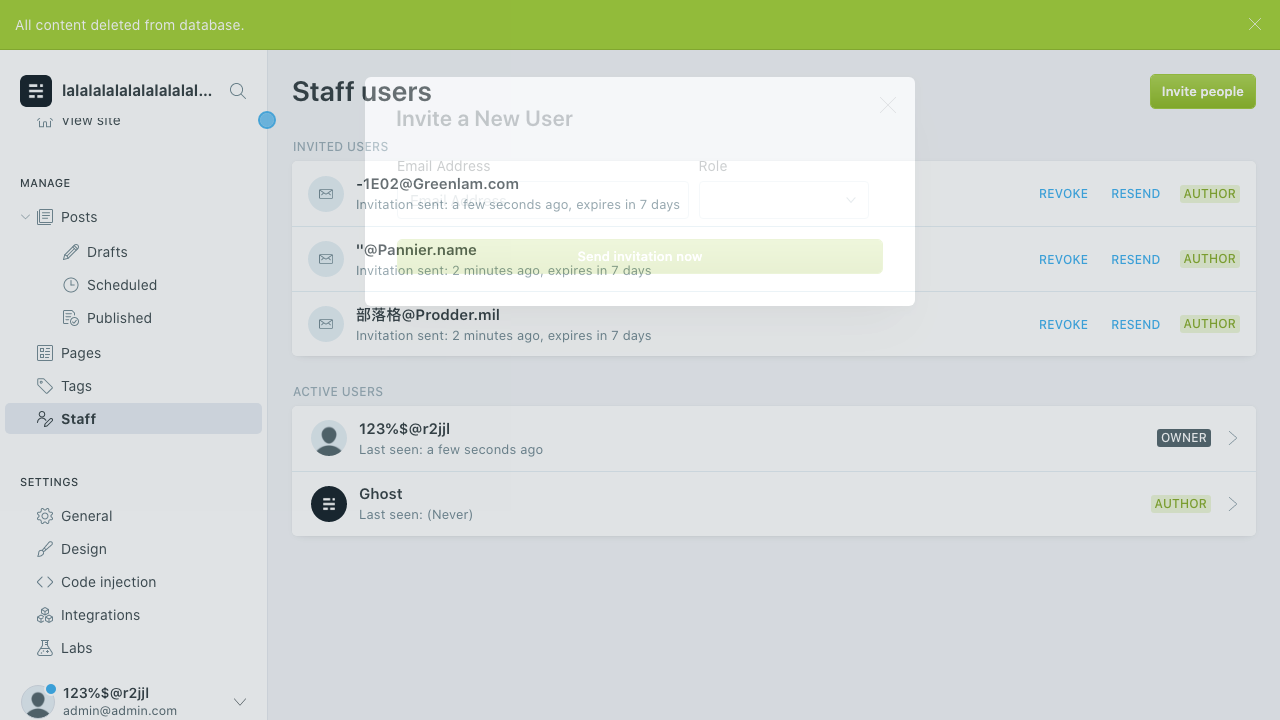 All content deleted from database.
lalalalalalalalalal...
View site
MANAGE
Posts
Drafts
Scheduled
Published
Pages
Tags
Staff
SETTINGS
General
Design
Code injection
Integrations
Labs
123%$@r2jjl
admin@admin.com
Staff users
Invite people
Invite a New User
Email Address
Role
Email Address
Send invitation now
INVITED USERS
-1E02@Greenlam.com
Invitation sent: a few seconds ago, expires in 7 days
REVOKE RESEND AUTHOR
"@Pannier.name
Invitation sent: 2 minutes ago, expires in 7 days
REVOKE RESEND AUTHOR
部落格@Prodder.mil
Invitation sent: 2 minutes ago, expires in 7 days
REVOKE RESEND AUTHOR
ACTIVE USERS
123%$@r2jjl
Last seen: a few seconds ago
OWNER
Ghost
Last seen: (Never)
AUTHOR